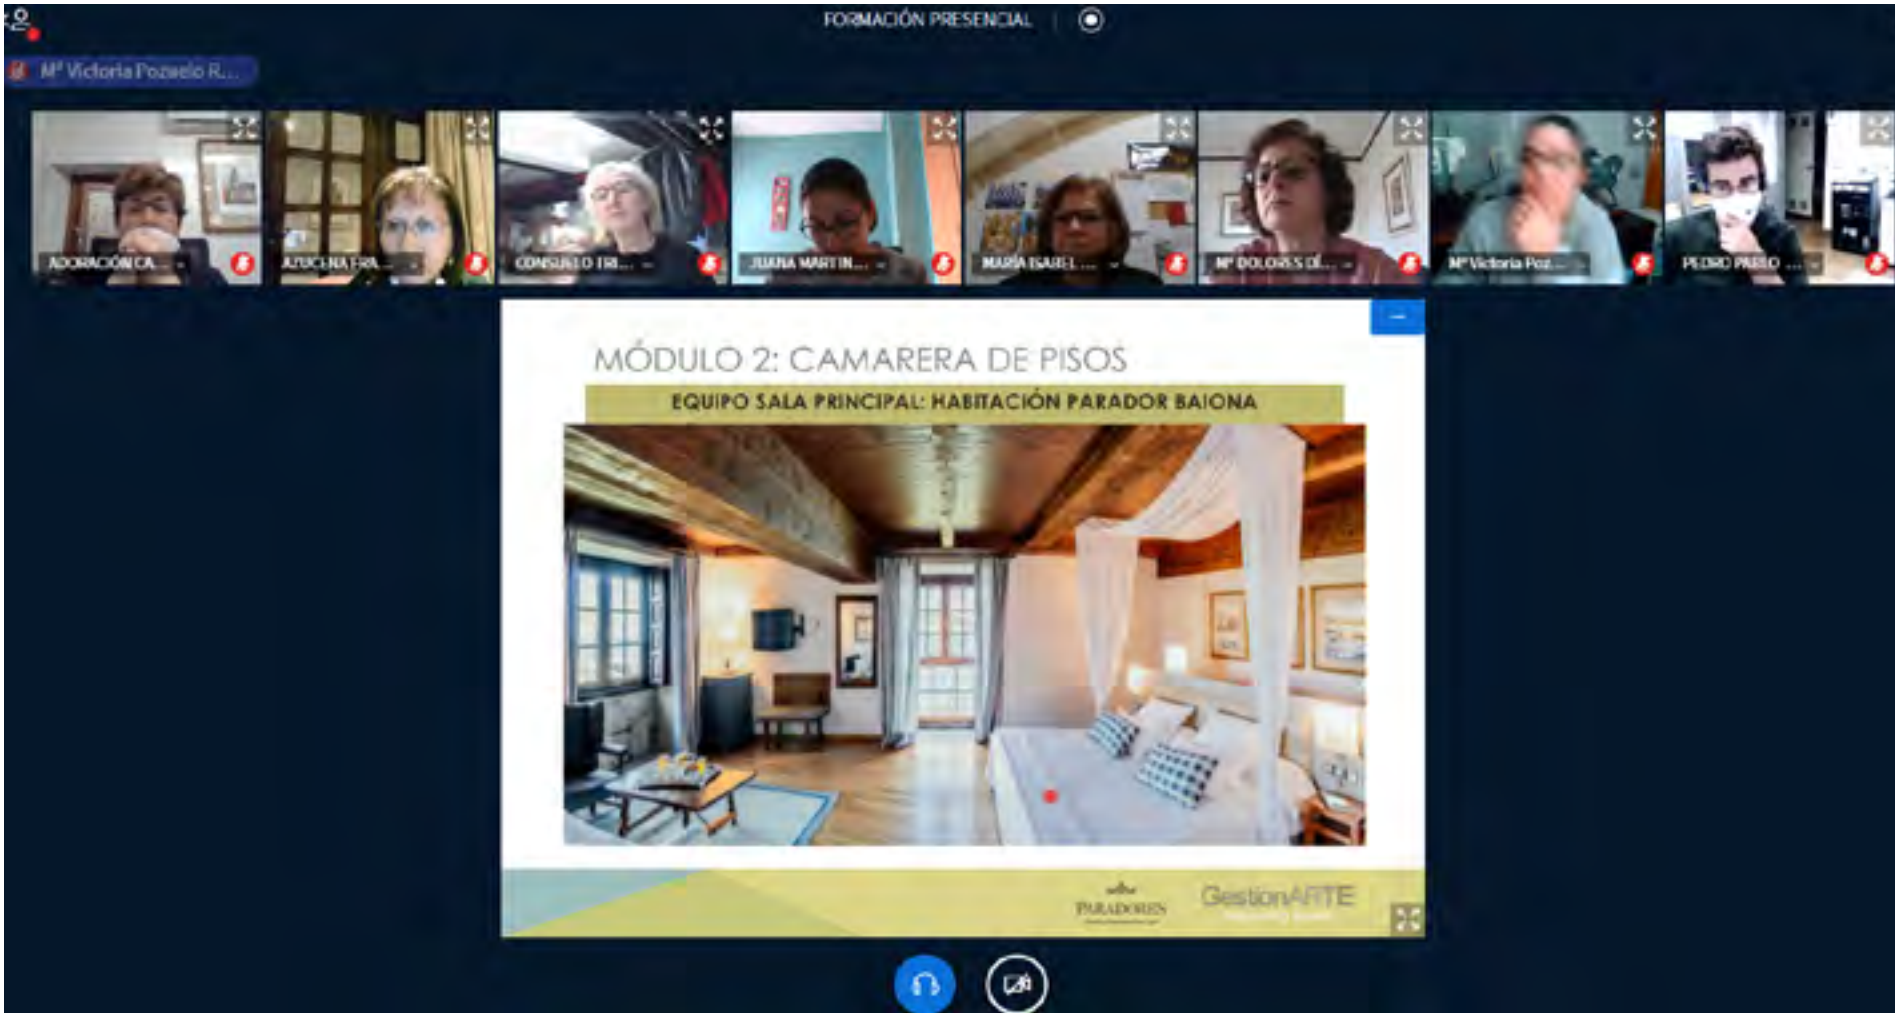 FORMACIÓN PRESENCIAL
Mª Victoria Pozuelo R...
ADORACIÓN CA...
AZUCENA FRA...
CONSUELO TRI...
JUANA MARTIN...
MARÍA ISABEL ...
Mª DOLORES DÍ...
Mª Victoria Poz...
PEDRO PABLO ...
MÓDULO 2: CAMARERA DE PISOS
EQUIPO SALA PRINCIPAL: HABITACIÓN PARADOR BAIONA
PARADORES
GestionARTE